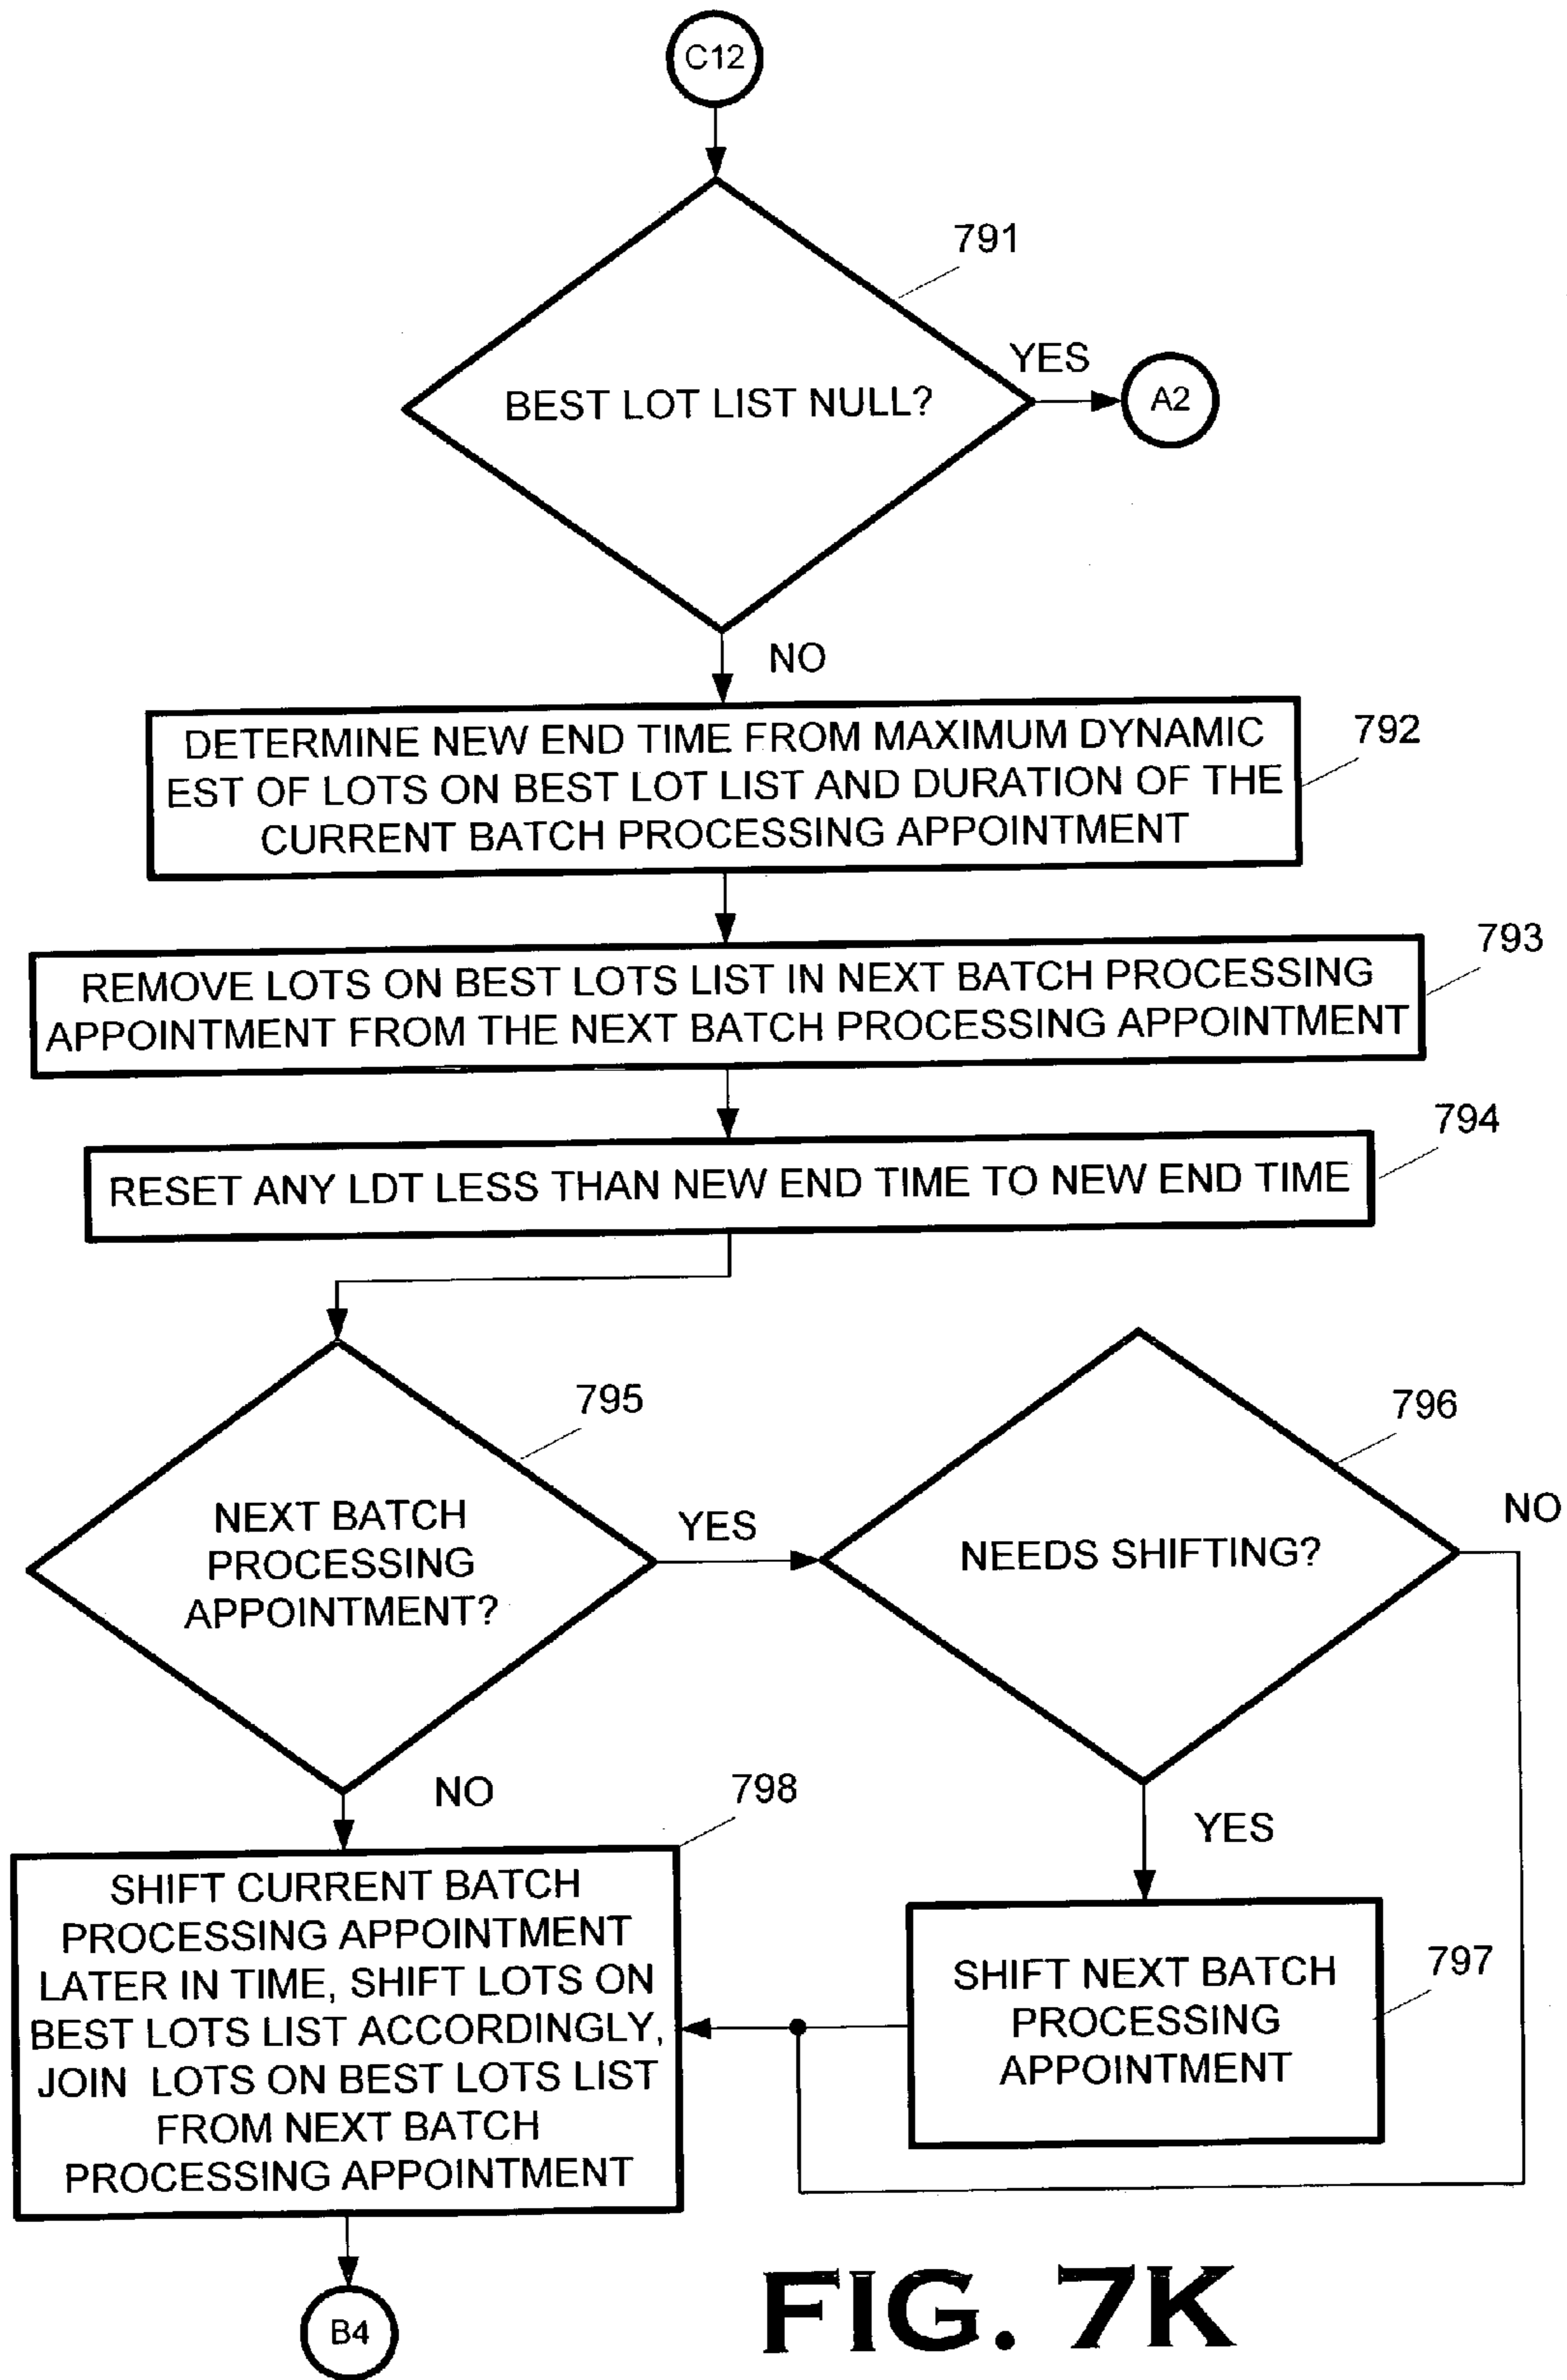 C12
791
BEST LOT LIST NULL?
YES
A2
NO
792
DETERMINE NEW END TIME FROM MAXIMUM DYNAMIC
EST OF LOTS ON BEST LOT LIST AND DURATION OF THE
CURRENT BATCH PROCESSING APPOINTMENT
793
REMOVE LOTS ON BEST LOTS LIST IN NEXT BATCH PROCESSING
APPOINTMENT FROM THE NEXT BATCH PROCESSING APPOINTMENT
794
RESET ANY LDT LESS THAN NEW END TIME TO NEW END TIME
795
NEXT BATCH
PROCESSING
APPOINTMENT?
YES
796
NEEDS SHIFTING?
NO
NO
YES
798
SHIFT CURRENT BATCH
PROCESSING APPOINTMENT
LATER IN TIME, SHIFT LOTS ON
BEST LOTS LIST ACCORDINGLY,
JOIN LOTS ON BEST LOTS LIST
FROM NEXT BATCH
PROCESSING APPOINTMENT
797
SHIFT NEXT BATCH
PROCESSING
APPOINTMENT
B4
FIG. 7K